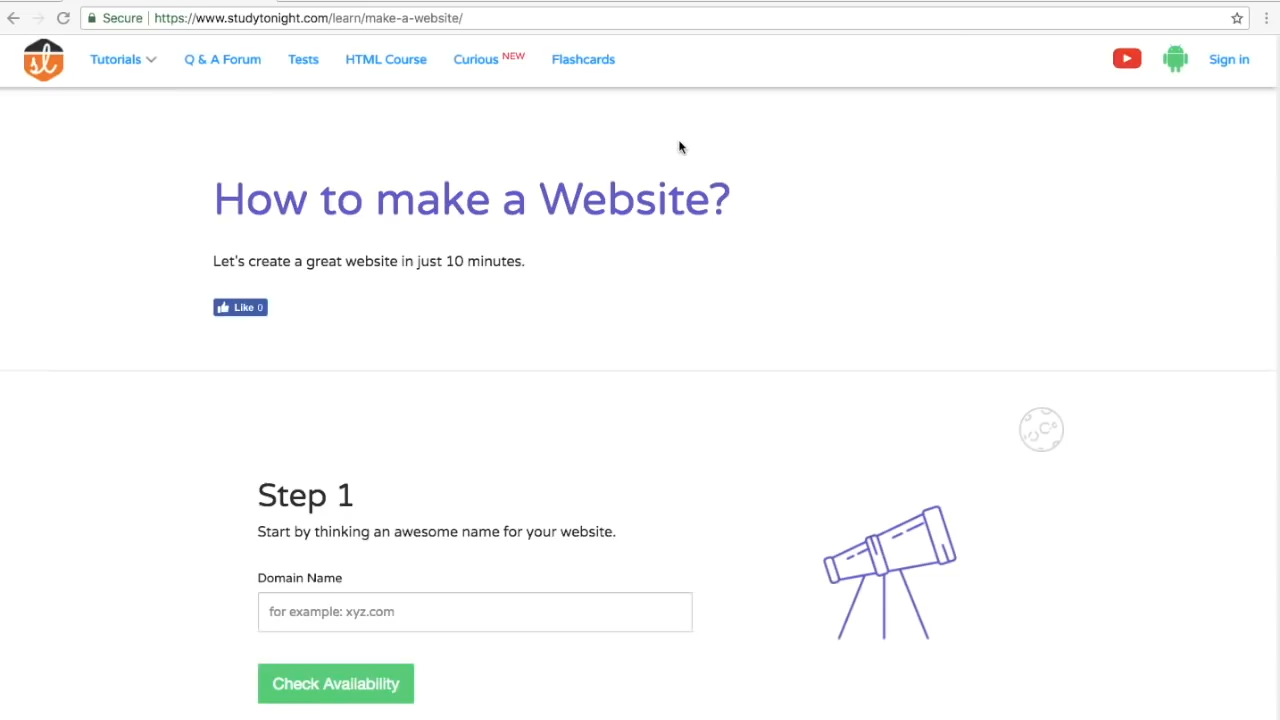 Secure https://www.studytonight.com/learn/make-a-website/
st Tutorials Q & A Forum Tests HTML Course Curious NEW Flashcards Sign in
How to make a Website?
Let's create a great website in just 10 minutes.
Like 0
Step 1
Start by thinking an awesome name for your website.
Domain Name
for example: xyz.com
Check Availability